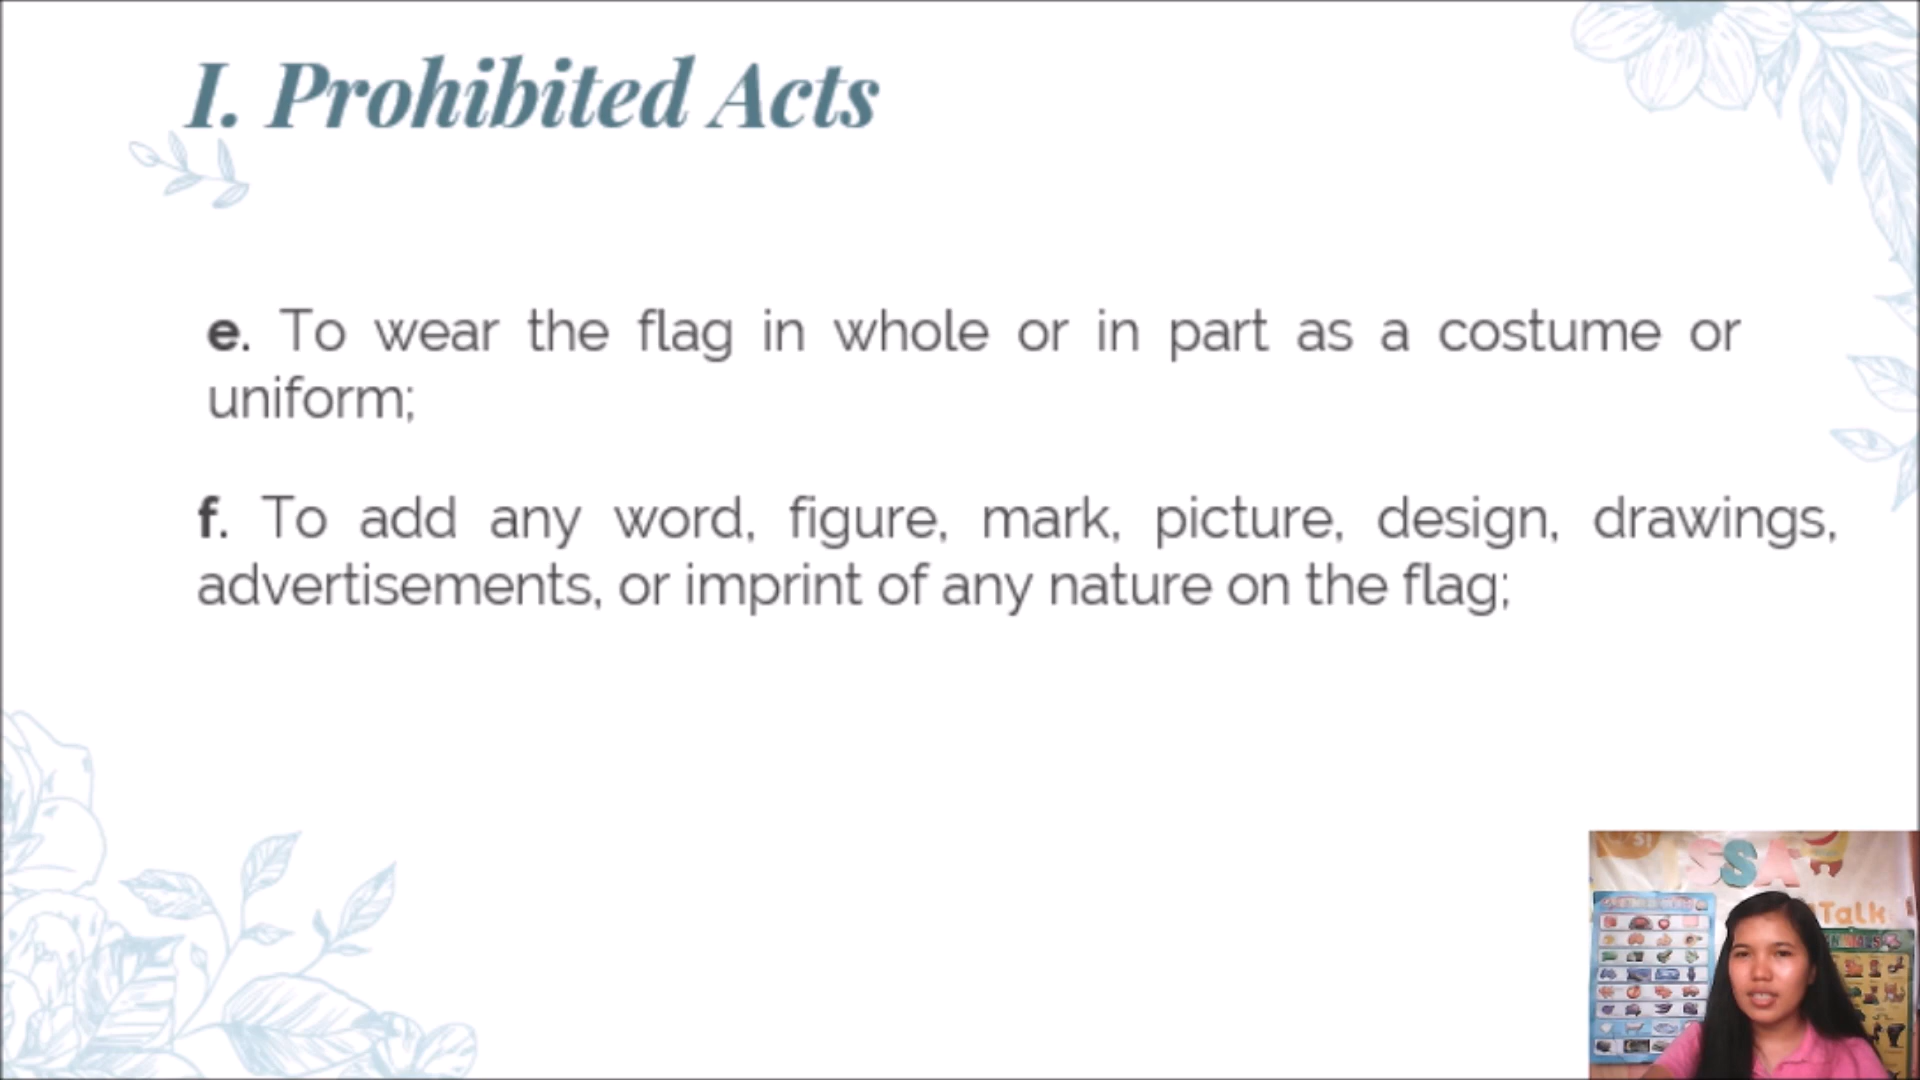 I. Prohibited Acts
e. To wear the flag in whole or in part as a costume or
uniform;
f. To add any word, figure, mark, picture, design, drawings,
advertisements, or imprint of any nature on the flag;
SSA
Talk